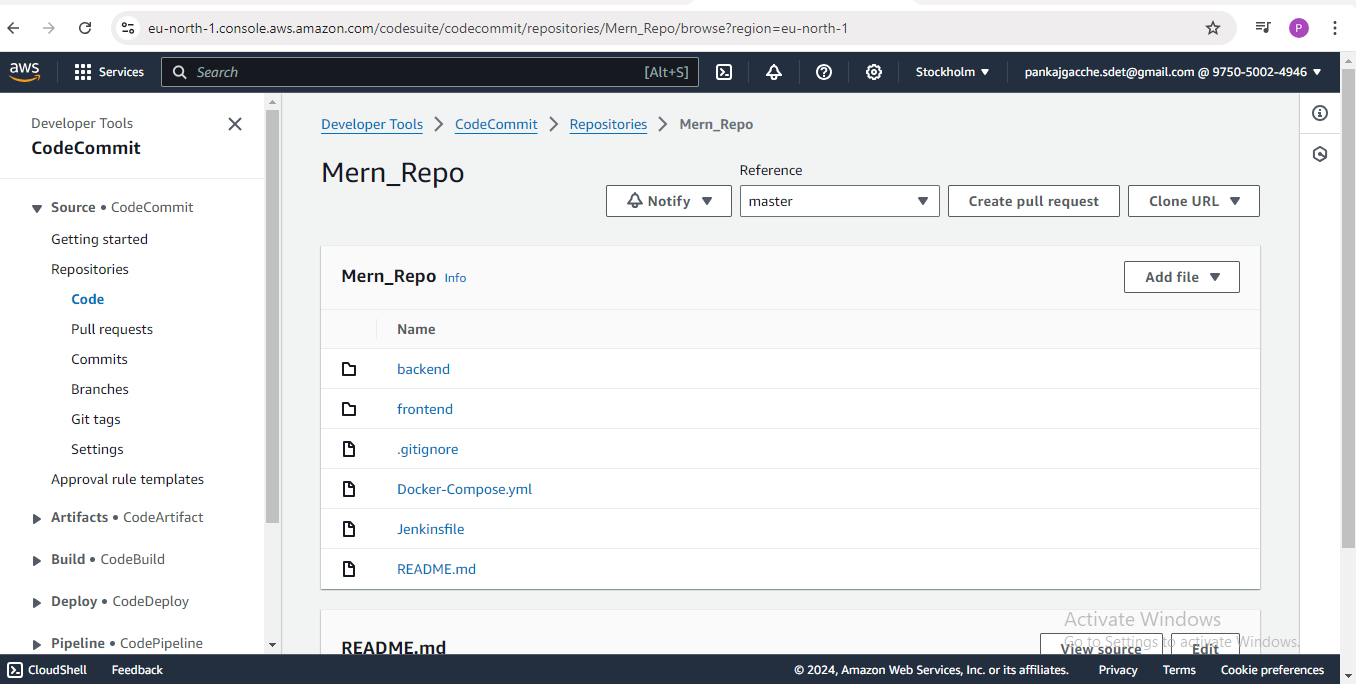 eu-north-1.console.aws.amazon.com/codesuite/codecommit/repositories/Mern_Repo/browse?region=eu-north-1
P
aws
Services
Search
[Alt+S]
Stockholm
pankajgacche.sdet@gmail.com @ 9750-5002-4946
Developer Tools
CodeCommit
Source • CodeCommit
Getting started
Repositories
Code
Pull requests
Commits
Branches
Git tags
Settings
Approval rule templates
Artifacts • CodeArtifact
Build • CodeBuild
Deploy • CodeDeploy
Pipeline • CodePipeline
Developer Tools
CodeCommit
Repositories
Mern_Repo
Mern_Repo
Reference
Notify
master
Create pull request
Clone URL
Mern_Repo Info
Add file
Name
backend
frontend
.gitignore
Docker-Compose.yml
Jenkinsfile
README.md
README.md
View source
Edit
Activate Windows
Go to Settings to activate Windows.
CloudShell
Feedback
© 2024, Amazon Web Services, Inc. or its affiliates.
Privacy
Terms
Cookie preferences